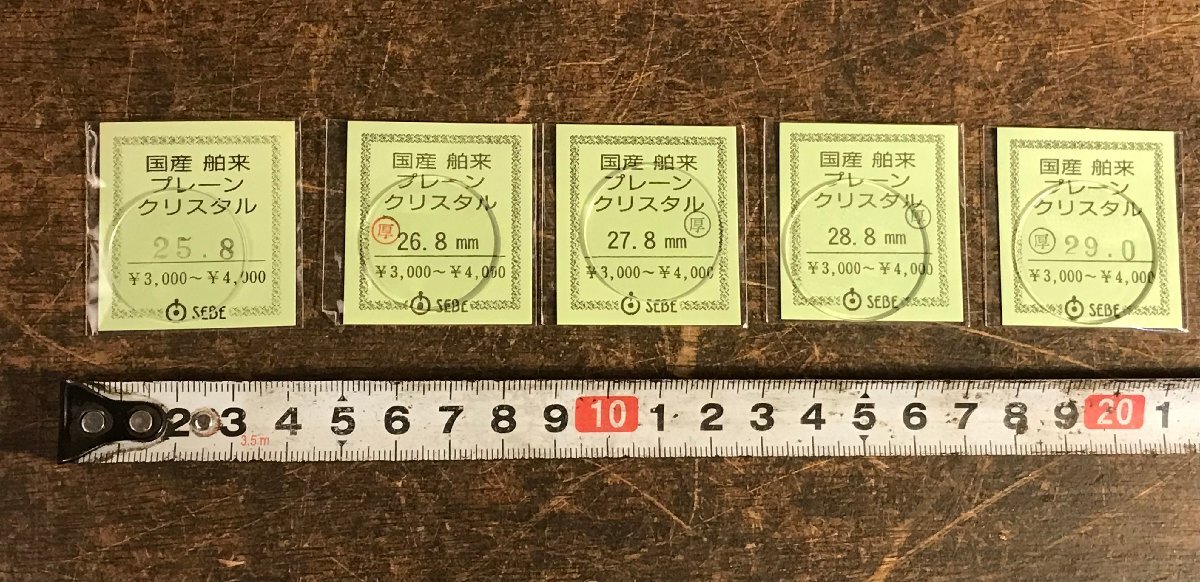 国産 舶来
プレーン
クリスタル
25.8
¥3,000～¥4,000
SEBE
国産 舶来
プレーン
クリスタル
厚 26.8 mm
¥3,000～¥4,000
SEBE
国産 舶来
プレーン
クリスタル
27.8 mm 厚
¥3,000～¥4,000
SEBE
国産 舶来
プレーン
クリスタル
28.8 mm 厚
¥3,000～¥4,000
SEBE
国産 舶来
プレーン
クリスタル
厚 29.0
¥3,000～¥4,000
SEBE
2 3 4 5 6 7 8 9 10 1 2 3 4 5 6 7 8 9 20 1
3.5m